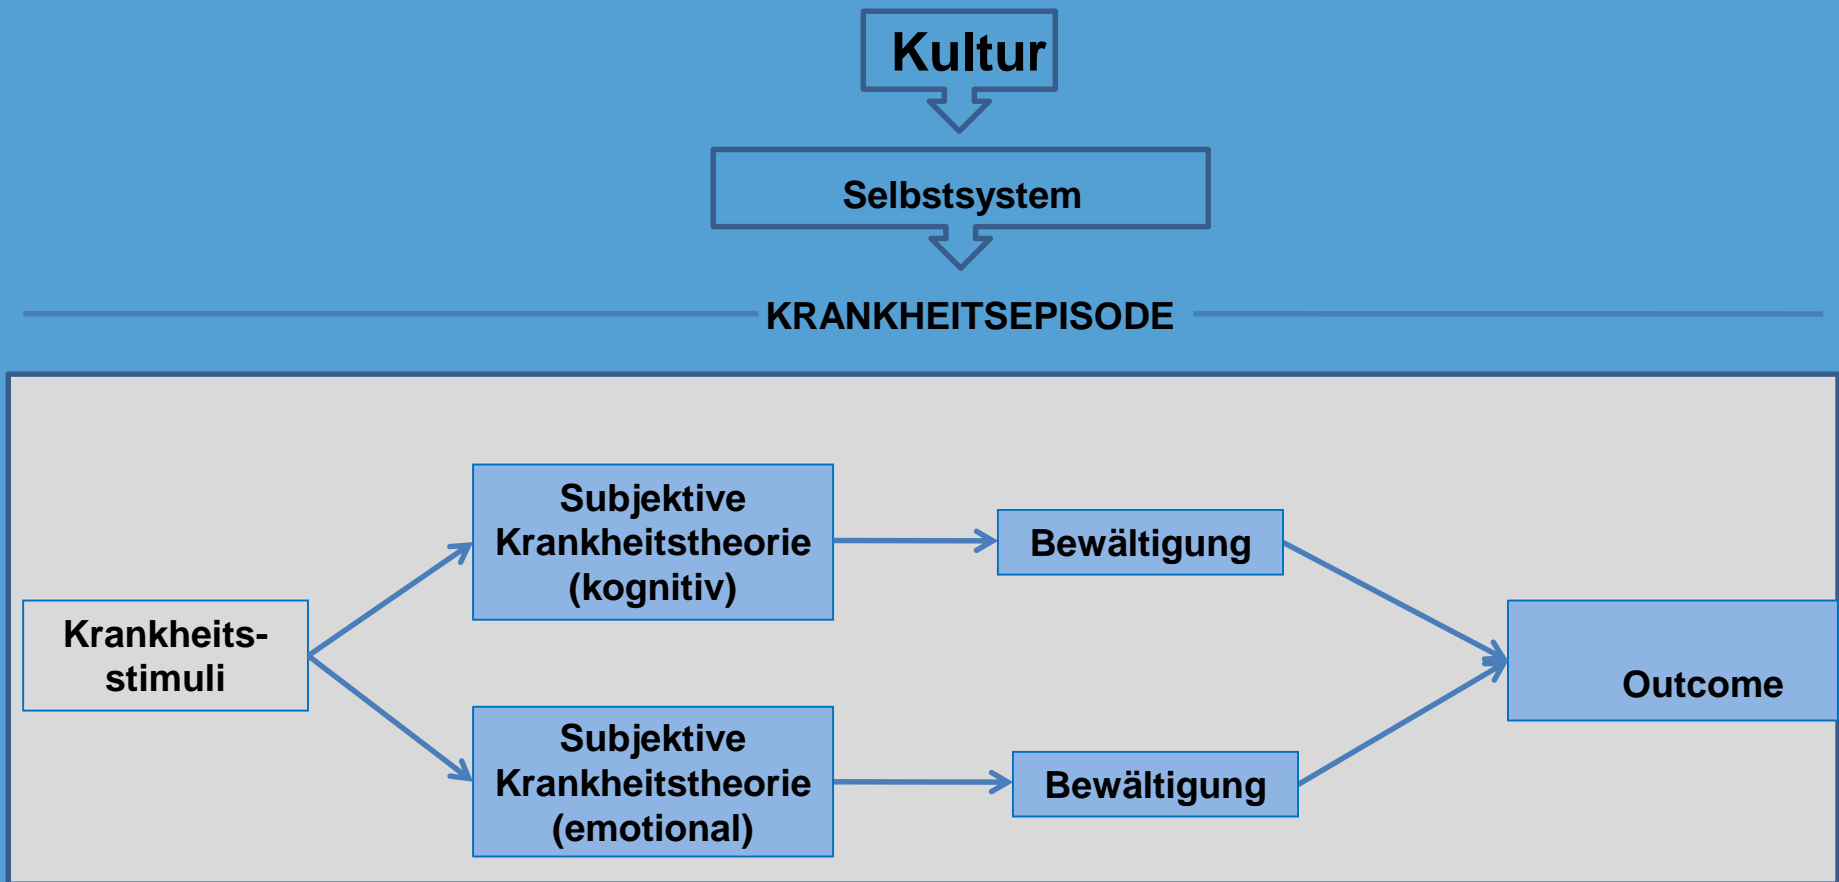 Kultur
Selbstsystem
KRANKHEITSEPISODE
Krankheits-
stimuli
Subjektive
Krankheitstheorie
(kognitiv)
Bewältigung
Subjektive
Krankheitstheorie
(emotional)
Bewältigung
Outcome